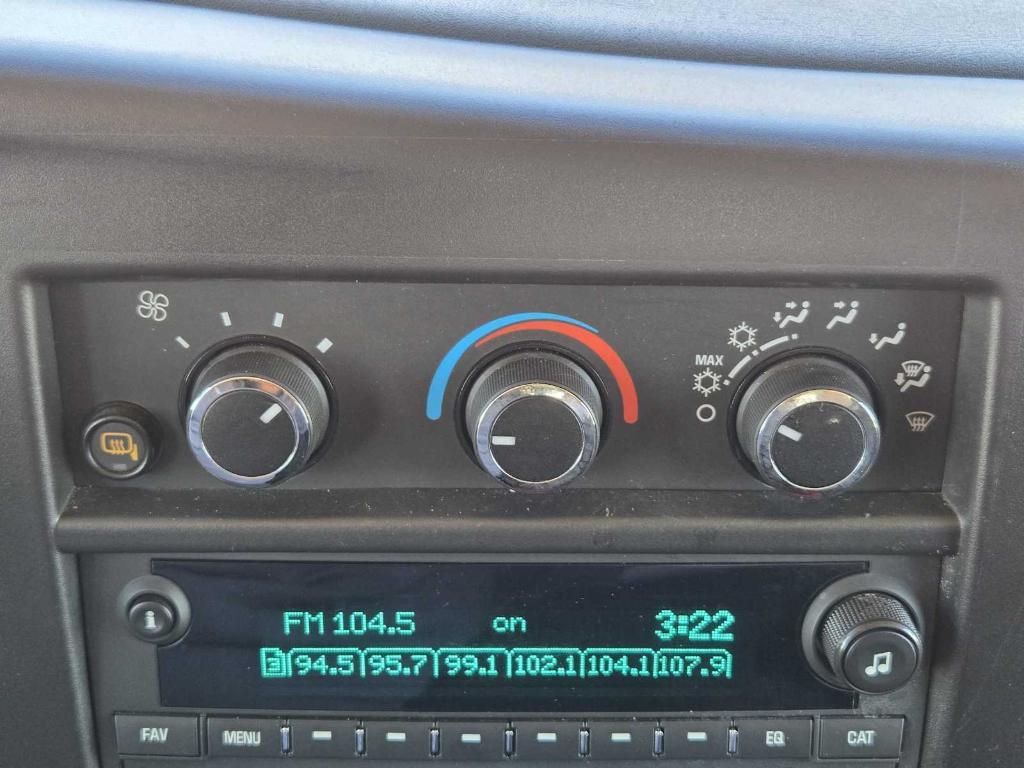 MAX
FM 104.5 on 3:22
3 94.5 95.7 99.1 102.1 104.1 107.9
i
FAV MENU EQ CAT